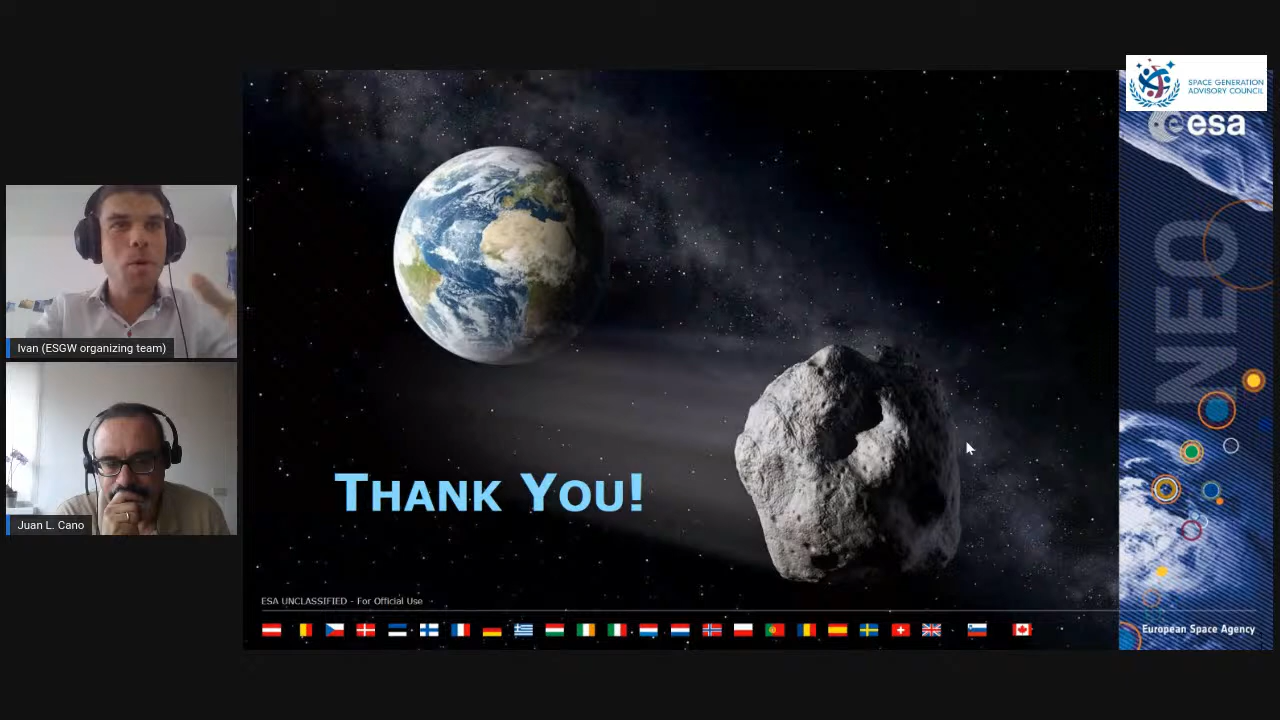 SPACE GENERATION
ADVISORY COUNCIL
esa
NEO
Ivan (ESGW organizing team)
Juan L. Cano
THANK YOU!
ESA UNCLASSIFIED - For Official Use
European Space Agency